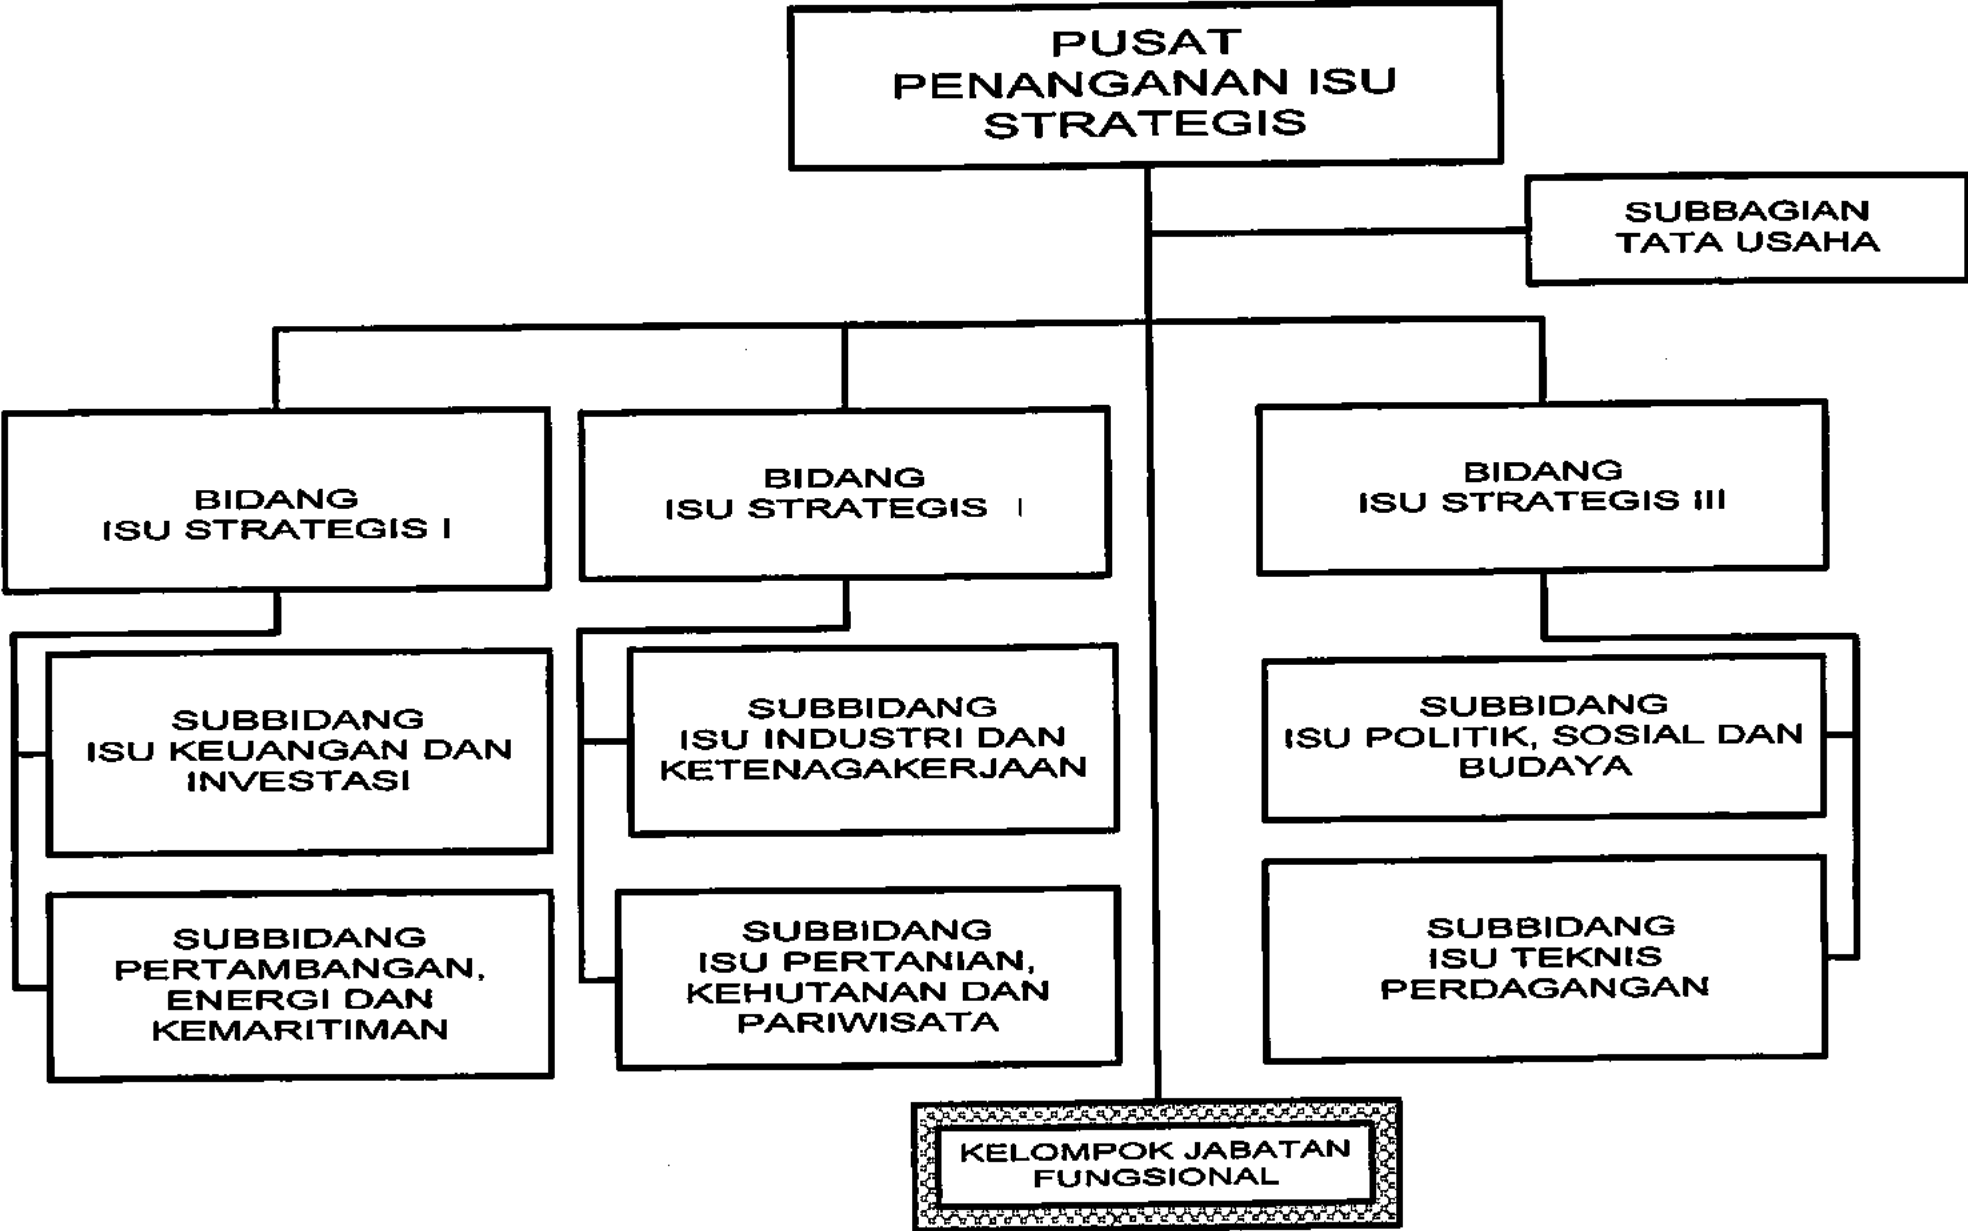 PUSAT
PENANGANAN ISU
STRATEGIS
SUBBAGIAN
TATA USAHA
BIDANG
ISU STRATEGIS I
BIDANG
ISU STRATEGIS I
BIDANG
ISU STRATEGIS III
SUBBIDANG
ISU KEUANGAN DAN
INVESTASI
SUBBIDANG
ISU INDUSTRI DAN
KETENAGAKERJAAN
SUBBIDANG
ISU POLITIK, SOSIAL DAN
BUDAYA
SUBBIDANG
PERTAMBANGAN,
ENERGI DAN
KEMARITIMAN
SUBBIDANG
ISU PERTANIAN,
KEHUTANAN DAN
PARIWISATA
SUBBIDANG
ISU TEKNIS
PERDAGANGAN
KELOMPOK JABATAN
FUNGSIONAL